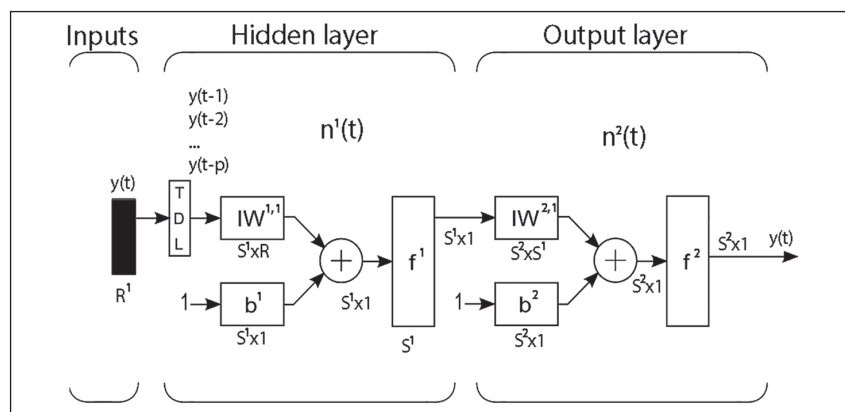 Inputs Hidden layer Output layer
y(t-1)
y(t-2)
...
y(t-p)
n¹(t)
n²(t)
y(t)
T
D
L
IW¹,¹
S¹xR
1
b¹
S¹x1
+
S¹x1
f¹
S¹
S¹x1
IW²,¹
S²xS¹
1
b²
S²x1
+
S²x1
f²
S²x1
y(t)
R¹